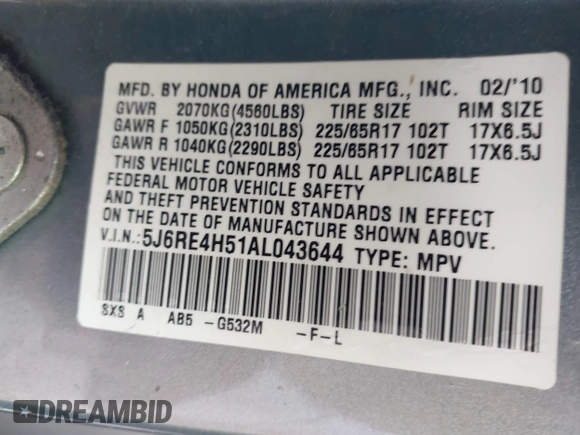 MFD. BY HONDA OF AMERICA MFG., INC. 02/'10
GVWR 2070KG(4560LBS) TIRE SIZE RIM SIZE
GAWR F 1050KG(2310LBS) 225/65R17 102T 17X6.5J
GAWR R 1040KG(2290LBS) 225/65R17 102T 17X6.5J
THIS VEHICLE CONFORMS TO ALL APPLICABLE
FEDERAL MOTOR VEHICLE SAFETY
AND THEFT PREVENTION STANDARDS IN EFFECT
ON THE DATE OF MANUFACTURE SHOWN ABOVE.
V.I.N.:5J6RE4H51AL043644 TYPE: MPV
SXS A AB5 -G532M -F-L
DREAMBID